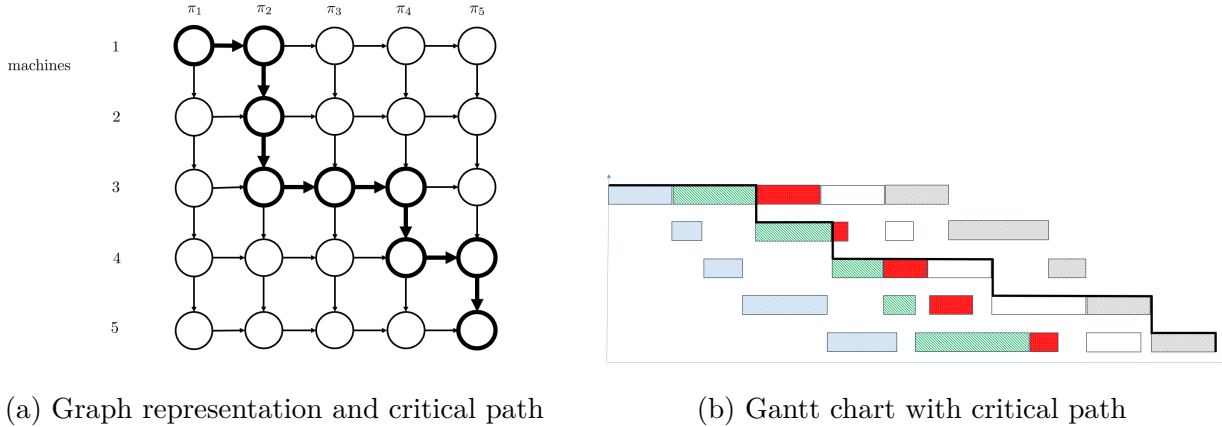 π₁ π₂ π₃ π₄ π₅
1
machines
2
3
4
5
(a) Graph representation and critical path
(b) Gantt chart with critical path